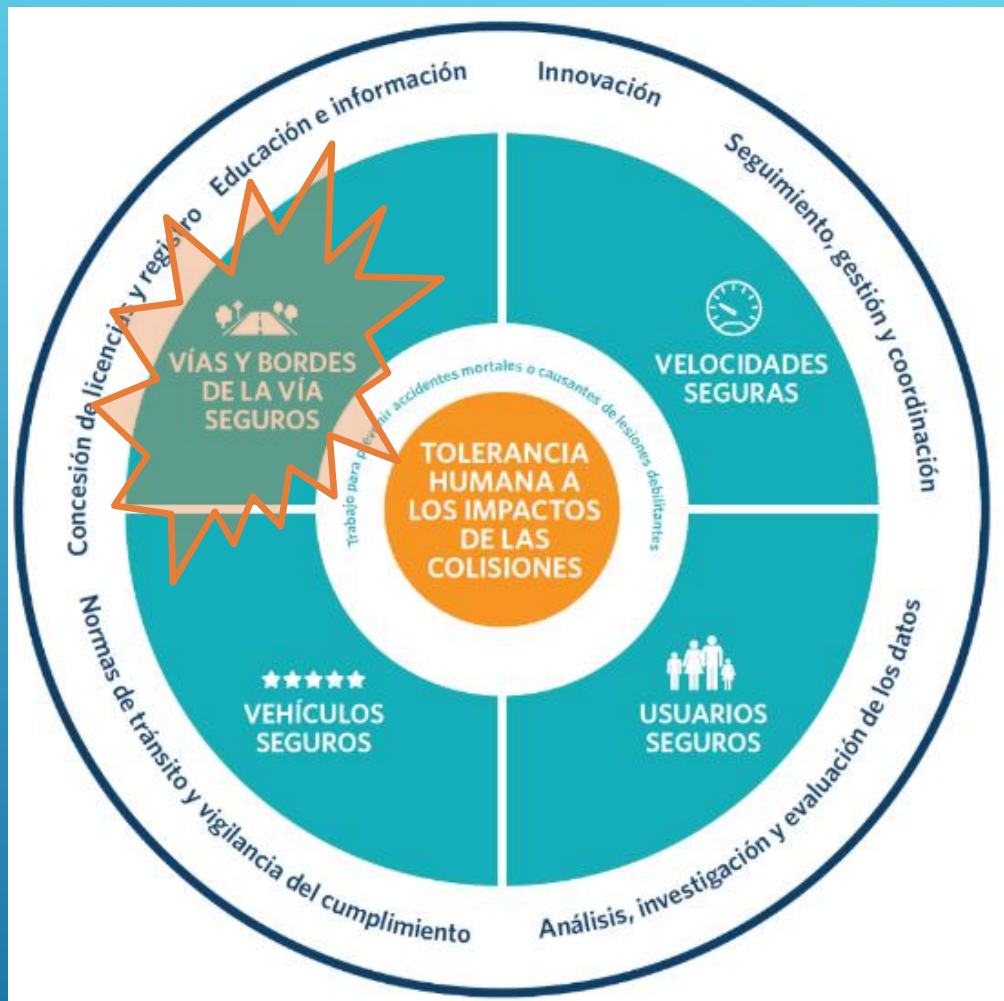 Educación e información
Innovación
Seguimiento, gestión y coordinación
Análisis, investigación y evaluación de los datos
Normas de tránsito y vigilancia del cumplimiento
Concesión de licencias y registro
VÍAS Y BORDES
DE LA VÍA
SEGUROS
VELOCIDADES
SEGURAS
Trabajo para prevenir accidentes mortales o causantes de lesiones debilitantes
TOLERANCIA
HUMANA A
LOS IMPACTOS
DE LAS
COLISIONES
VEHÍCULOS
SEGUROS
USUARIOS
SEGUROS